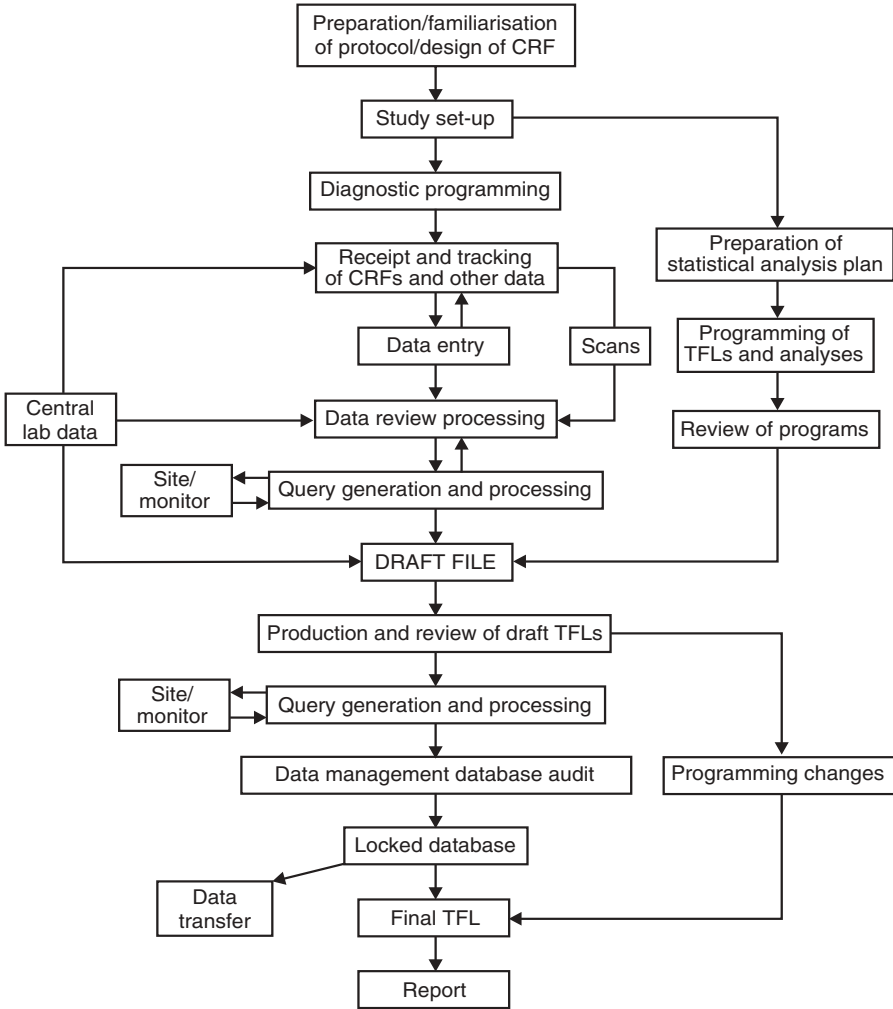 Preparation/familiarisation
of protocol/design of CRF
Study set-up
Diagnostic programming
Preparation of
statistical analysis plan
Receipt and tracking
of CRFs and other data
Programming of
TFLs and analyses
Data entry
Scans
Central
lab data
Data review processing
Review of programs
Site/
monitor
Query generation and processing
DRAFT FILE
Production and review of draft TFLs
Site/
monitor
Query generation and processing
Data management database audit
Programming changes
Locked database
Data
transfer
Final TFL
Report